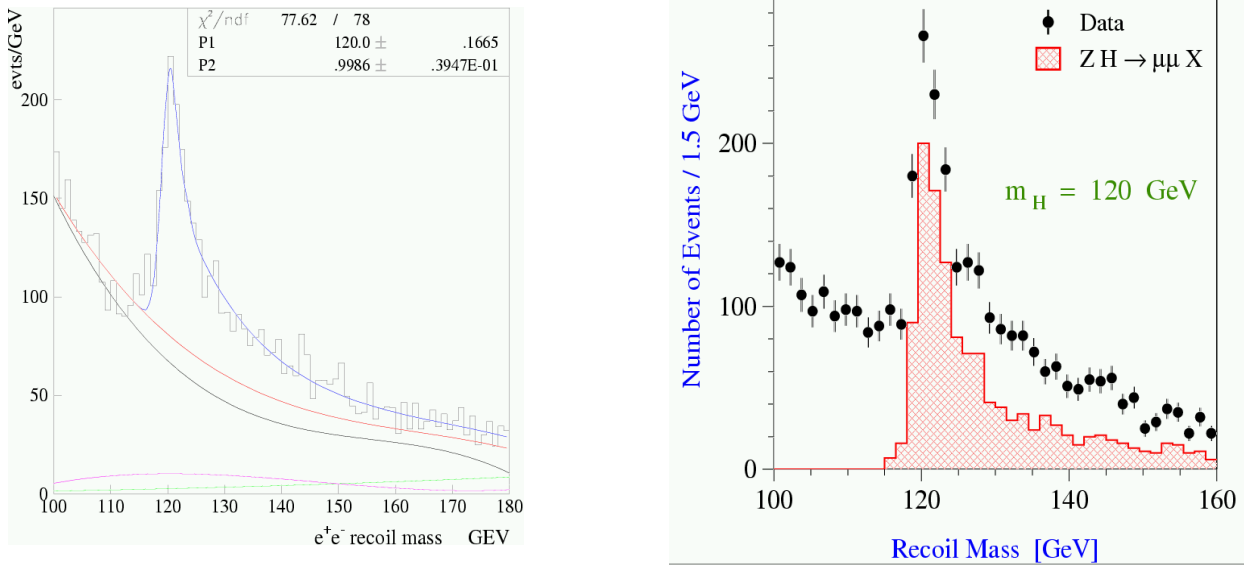 χ²/ndf 77.62 / 78
P1 120.0 ± .1665
P2 .9986 ± .3947E-01
evts/GeV
200
150
100
50
0
100 110 120 130 140 150 160 170 180
e⁺e⁻ recoil mass GEV
Data
Z H → μμ X
m_H = 120 GeV
Number of Events / 1.5 GeV
200
100
0
100 120 140 160
Recoil Mass [GeV]